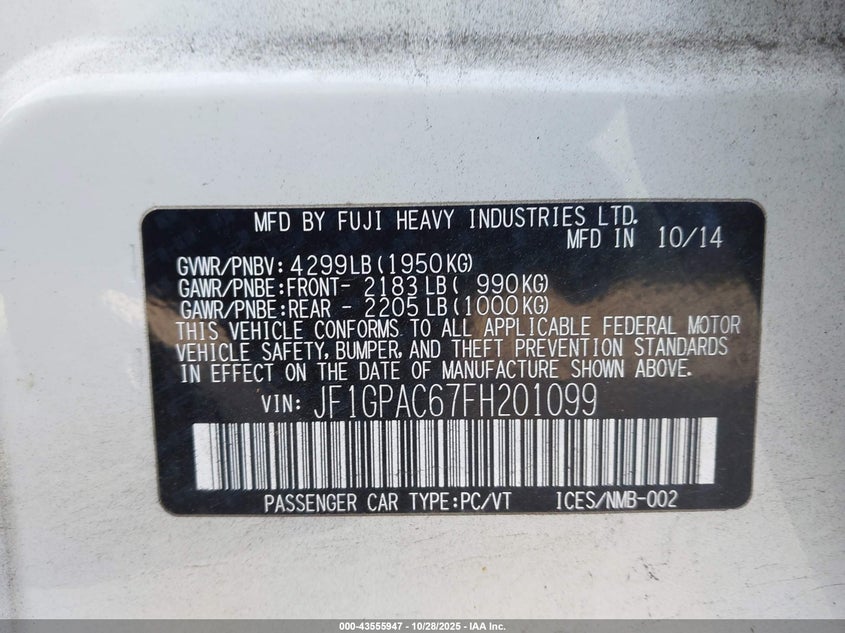 MFD BY FUJI HEAVY INDUSTRIES LTD.
MFD IN 10/14
GVWR/PNBV: 4299LB(1950KG)
GAWR/PNBE:FRONT- 2183LB( 990KG)
GAWR/PNBE:REAR - 2205LB(1000KG)
THIS VEHICLE CONFORMS TO ALL APPLICABLE FEDERAL MOTOR
VEHICLE SAFETY, BUMPER, AND THEFT PREVENTION STANDARDS
IN EFFECT ON THE DATE OF MANUFACTURE SHOWN ABOVE.
VIN: JF1GPAC67FH201099
PASSENGER CAR TYPE:PC/VT ICES/NMB-002
000-43555947 | 10/28/2025 - IAA Inc.